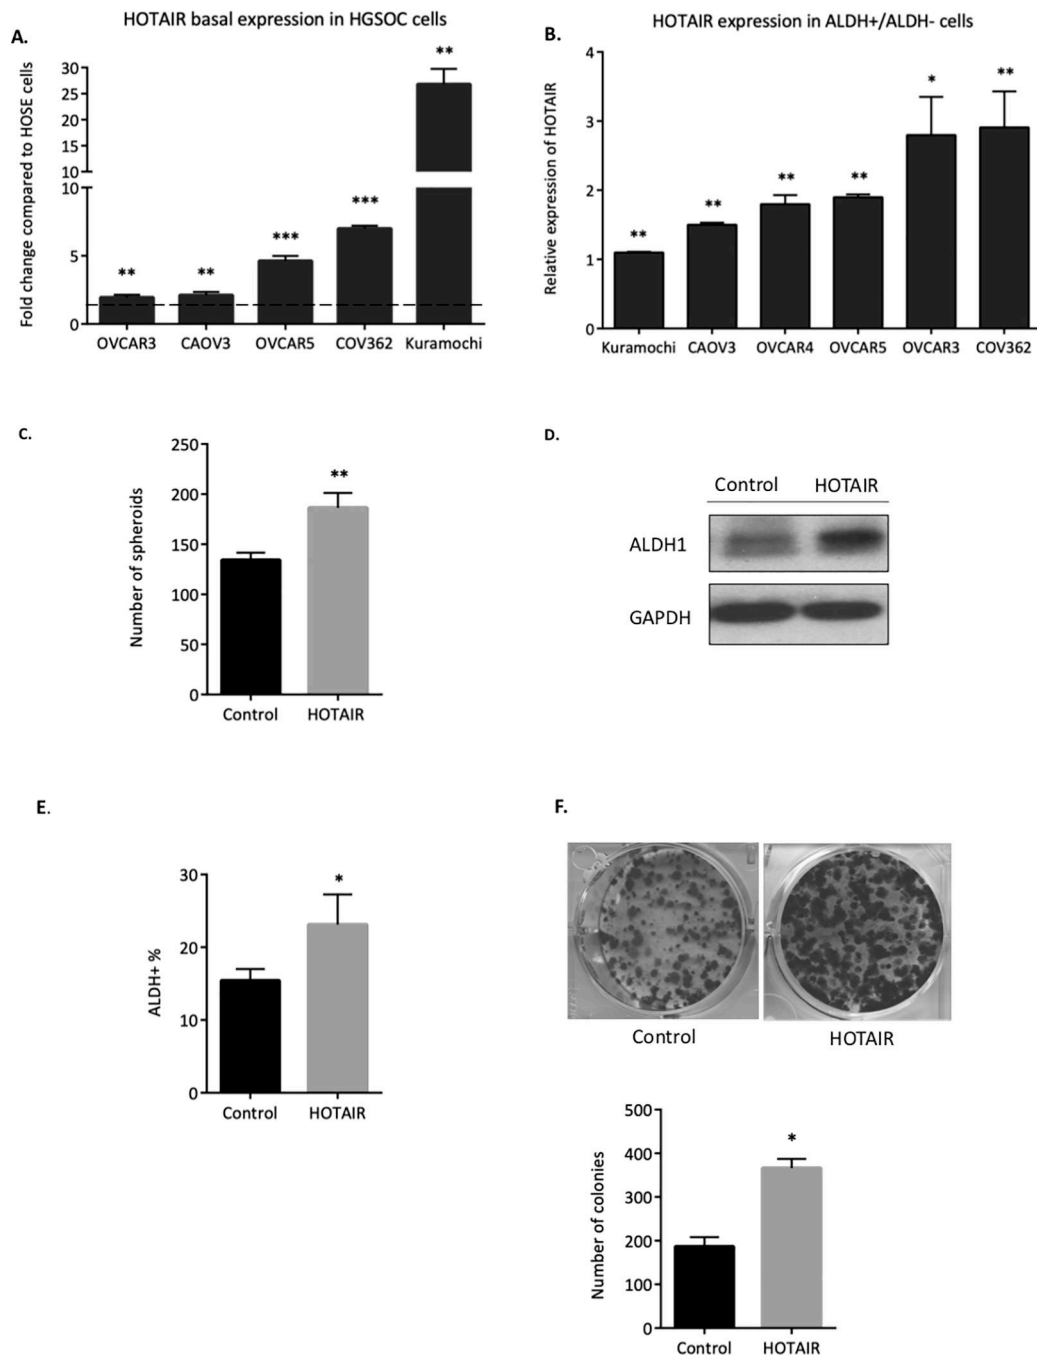 A.
HOTAIR basal expression in HGSOC cells
Fold change compared to HOSE cells
30
25
20
15
10
10
5
0
**
**
***
***
**
OVCAR3 CAOV3 OVCAR5 COV362 Kuramochi
B.
HOTAIR expression in ALDH+/ALDH- cells
Relative expression of HOTAIR
4
3
2
1
0
**
**
**
**
*
**
Kuramochi CAOV3 OVCAR4 OVCAR5 OVCAR3 COV362
C.
Number of spheroids
250
200
150
100
50
0
**
Control HOTAIR
D.
Control HOTAIR
ALDH1
GAPDH
E.
ALDH+ %
30
20
10
0
*
Control HOTAIR
F.
Control HOTAIR
Number of colonies
500
400
300
200
100
0
*
Control HOTAIR